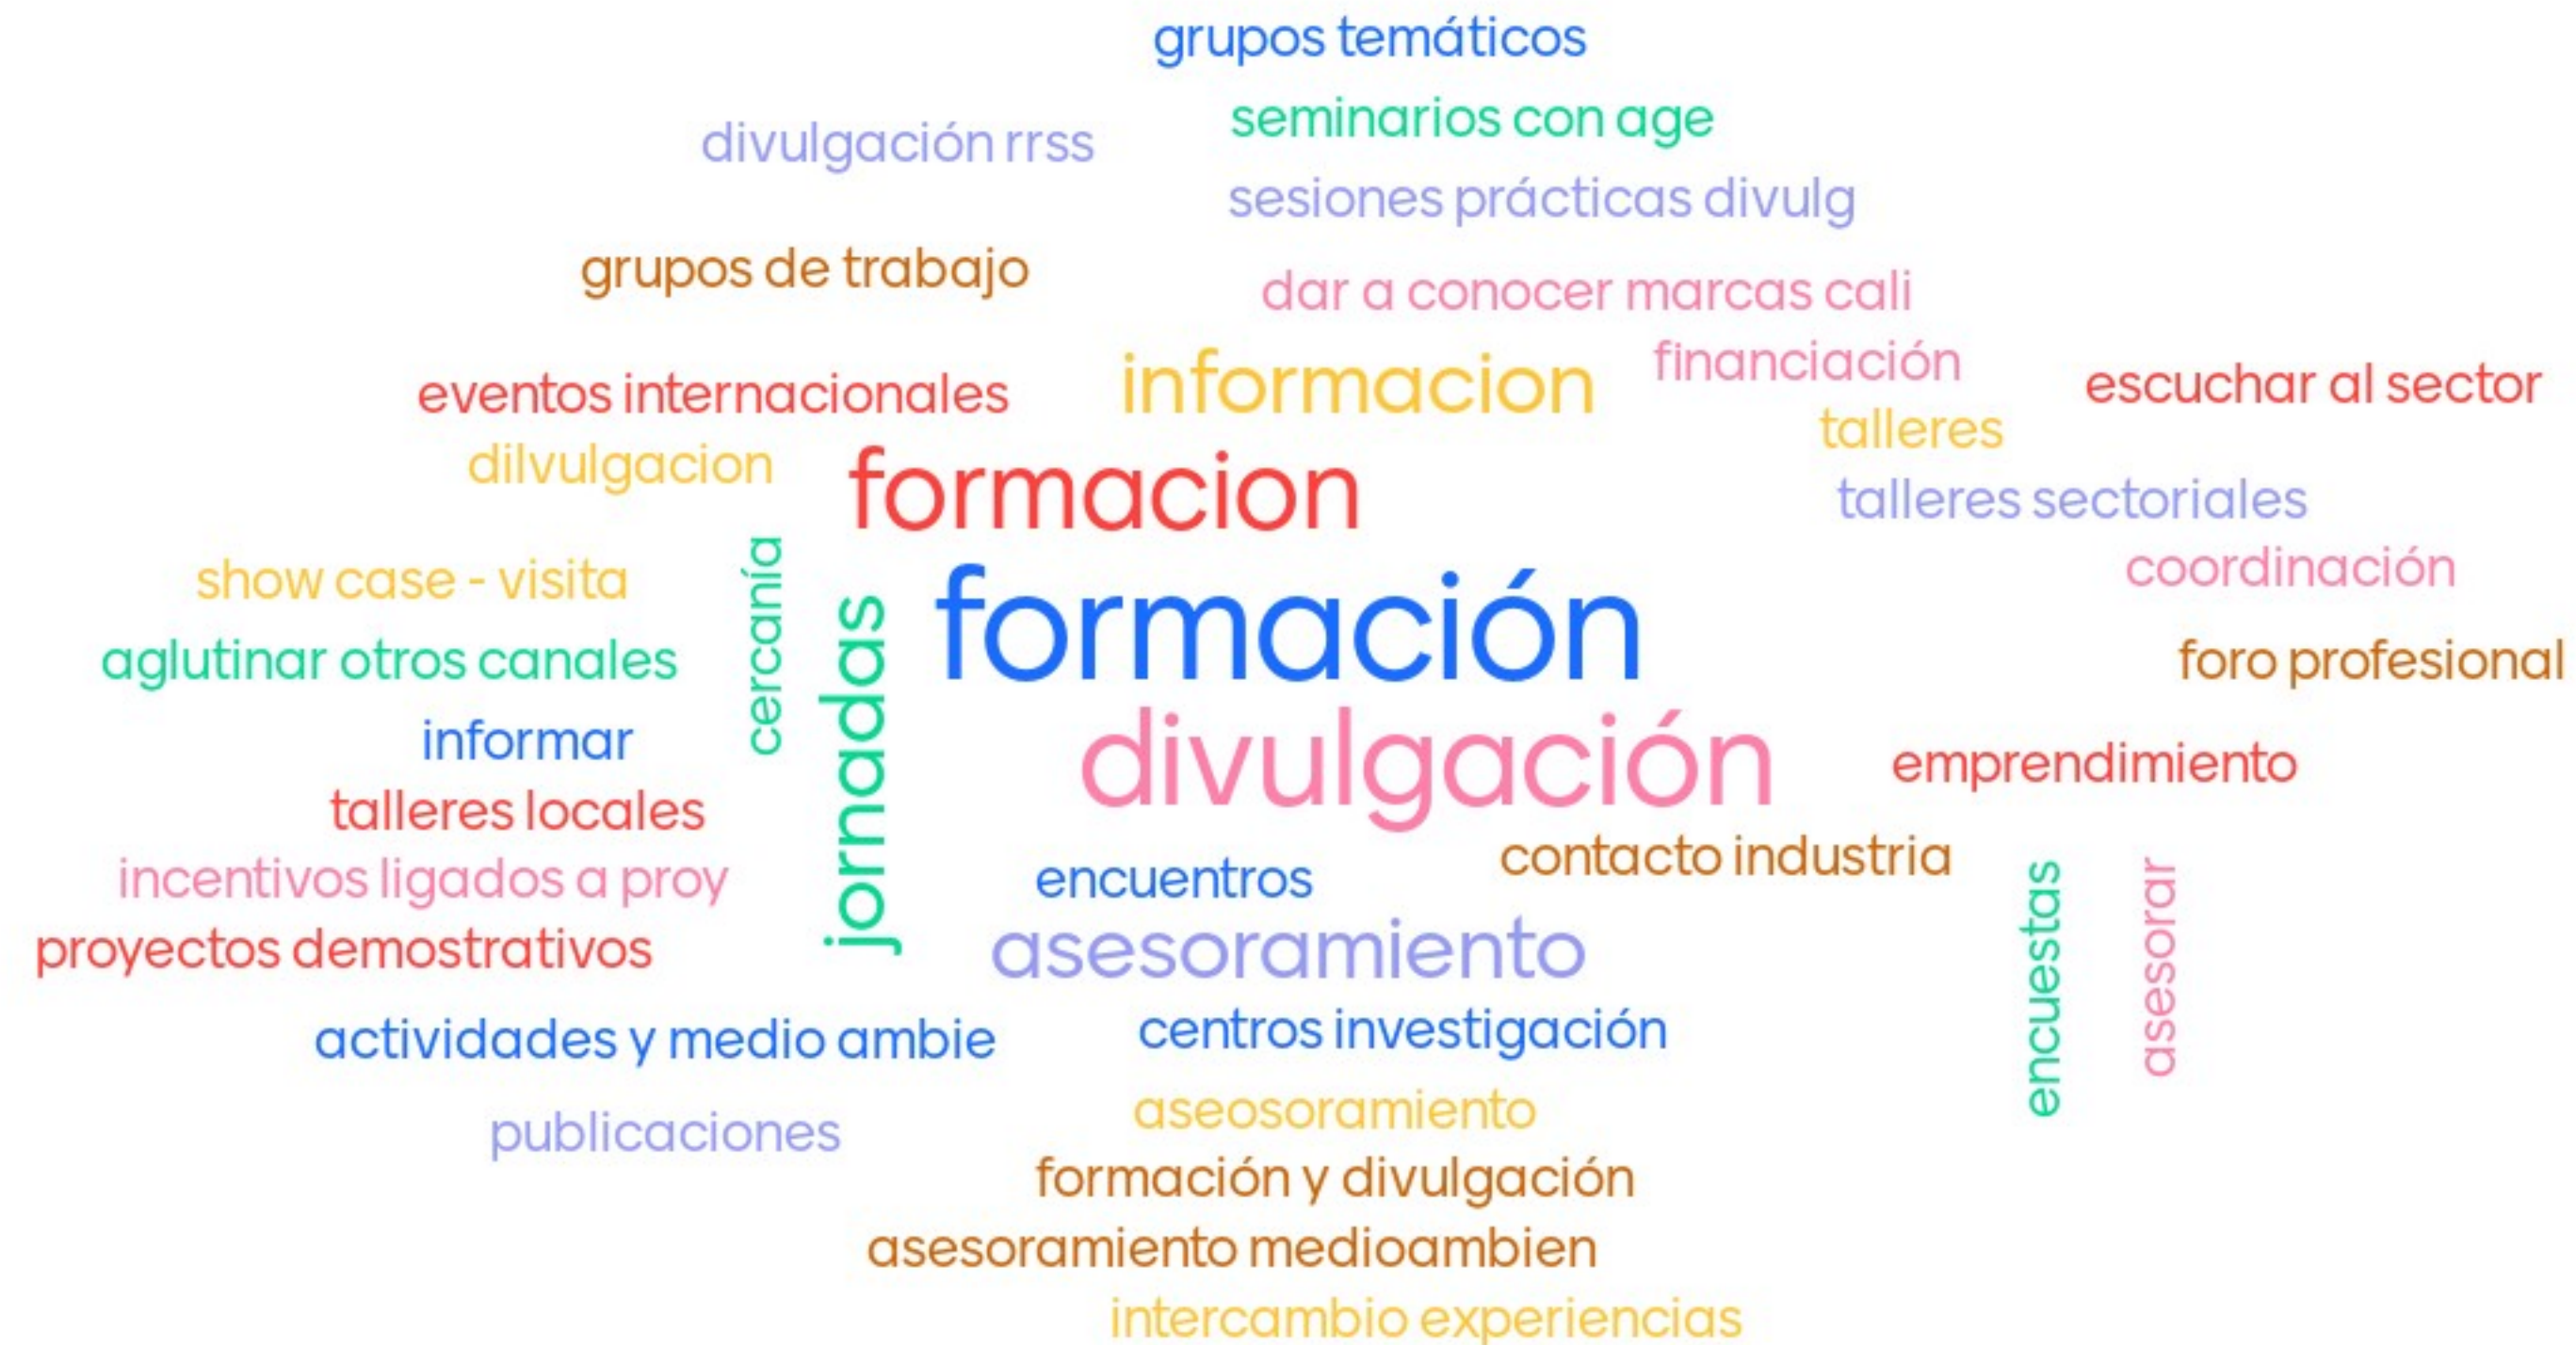 grupos temáticos
seminarios con age
divulgación rrss
sesiones prácticas divulg
grupos de trabajo
dar a conocer marcas cali
financiación
informacion
escuchar al sector
eventos internacionales
talleres
dilvulgacion
formacion
talleres sectoriales
coordinación
show case - visita
cercanía
jornadas
formación
aglutinar otros canales
foro profesional
informar
divulgación
emprendimiento
talleres locales
contacto industria
incentivos ligados a proy
encuentros
encuestas
asesorar
proyectos demostrativos
asesoramiento
actividades y medio ambie
centros investigación
aseosoramiento
publicaciones
formación y divulgación
asesoramiento medioambien
intercambio experiencias